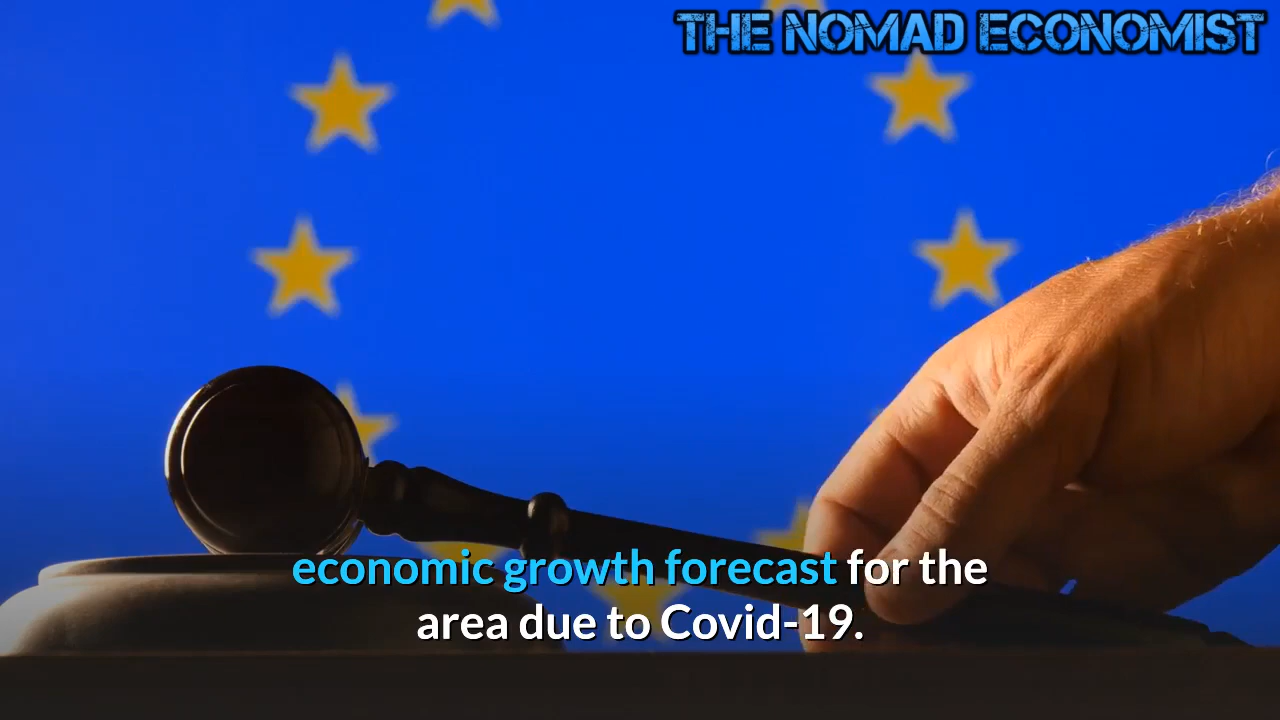 THE NOMAD ECONOMIST
economic growth forecast for the
area due to Covid-19.